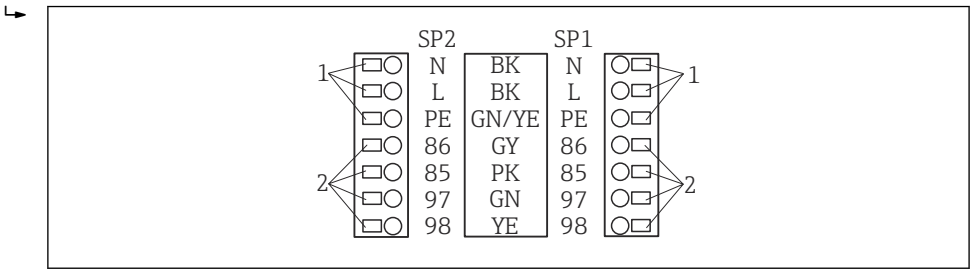 SP2 SP1
N BK N
1 1
L BK L
PE GN/YE PE
86 GY 86
85 PK 85
2 2
97 GN 97
98 YE 98